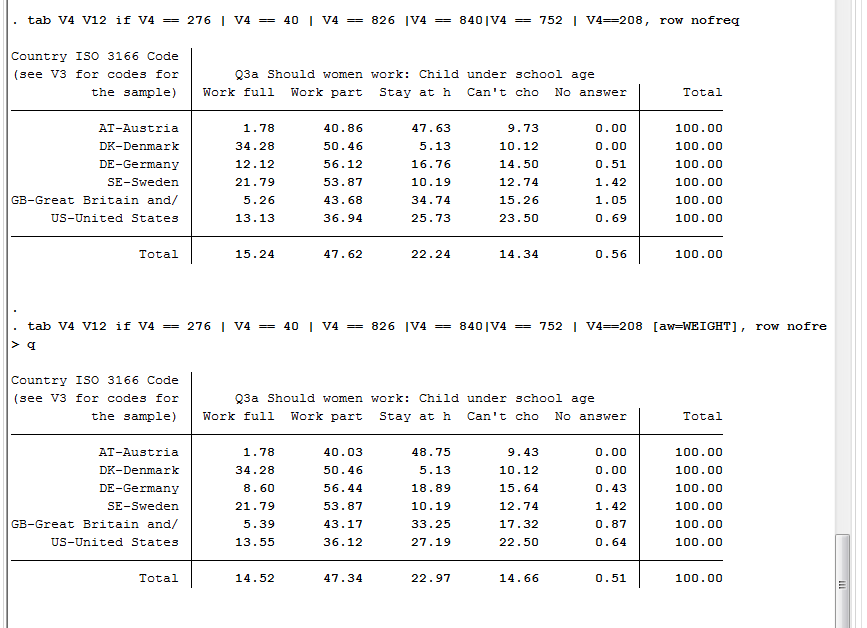 . tab V4 V12 if V4 == 276 | V4 == 40 | V4 == 826 |V4 == 840|V4 == 752 | V4==208, row nofreq
Country ISO 3166 Code
(see V3 for codes for Q3a Should women work: Child under school age
the sample) Work full Work part Stay at h Can't cho No answer Total
AT-Austria 1.78 40.86 47.63 9.73 0.00 100.00
DK-Denmark 34.28 50.46 5.13 10.12 0.00 100.00
DE-Germany 12.12 56.12 16.76 14.50 0.51 100.00
SE-Sweden 21.79 53.87 10.19 12.74 1.42 100.00
GB-Great Britain and/ 5.26 43.68 34.74 15.26 1.05 100.00
US-United States 13.13 36.94 25.73 23.50 0.69 100.00
Total 15.24 47.62 22.24 14.34 0.56 100.00
.
. tab V4 V12 if V4 == 276 | V4 == 40 | V4 == 826 |V4 == 840|V4 == 752 | V4==208 [aw=WEIGHT], row nofre
> q
Country ISO 3166 Code
(see V3 for codes for Q3a Should women work: Child under school age
the sample) Work full Work part Stay at h Can't cho No answer Total
AT-Austria 1.78 40.03 48.75 9.43 0.00 100.00
DK-Denmark 34.28 50.46 5.13 10.12 0.00 100.00
DE-Germany 8.60 56.44 18.89 15.64 0.43 100.00
SE-Sweden 21.79 53.87 10.19 12.74 1.42 100.00
GB-Great Britain and/ 5.39 43.17 33.25 17.32 0.87 100.00
US-United States 13.55 36.12 27.19 22.50 0.64 100.00
Total 14.52 47.34 22.97 14.66 0.51 100.00